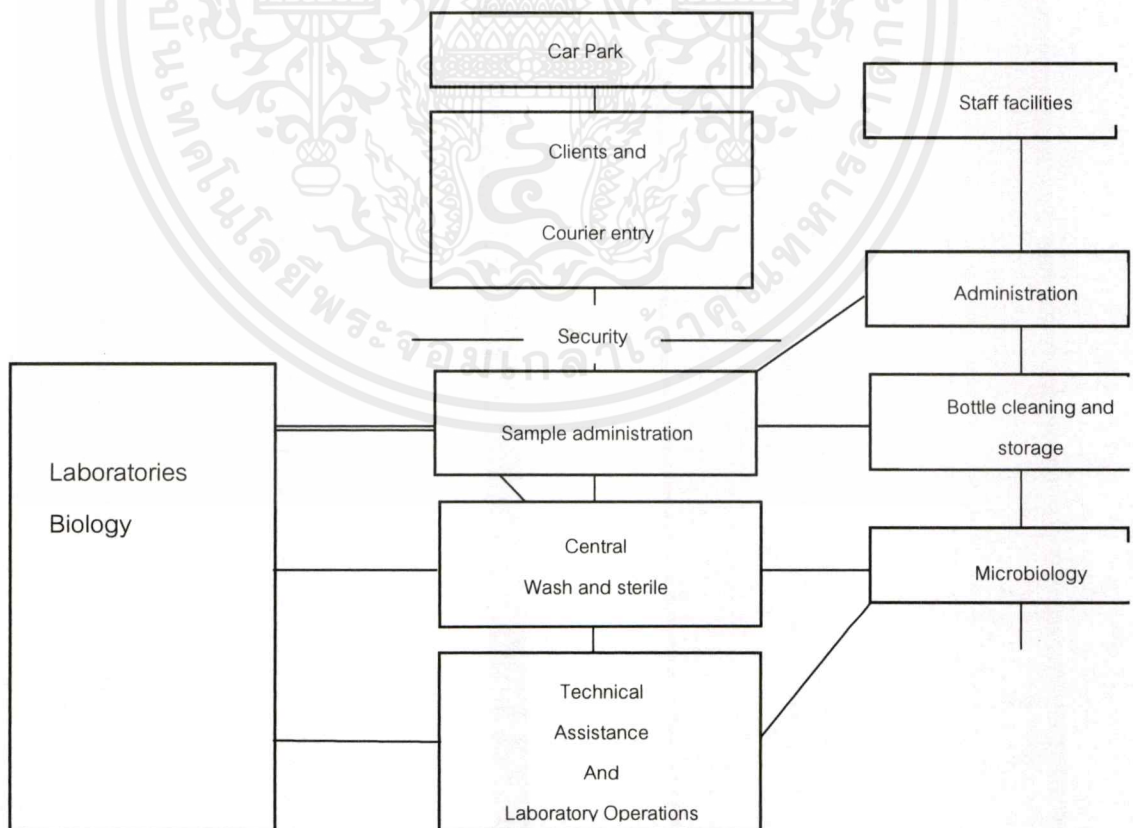 Car Park
Staff facilities
Clients and
Courier entry
Administration
Security
Sample administration
Bottle cleaning and
storage
Laboratories
Biology
Central
Wash and sterile
Microbiology
Technical
Assistance
And
Laboratory Operations